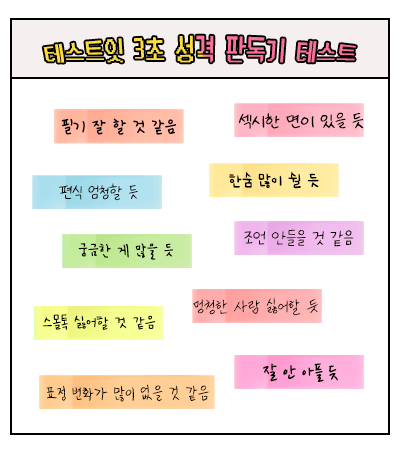 테스트잇 3초 성격 판독기 테스트
필기 잘 할 것 같음
섹시한 면이 있을 듯
편식 엄청할 듯
한숨 많이 쉴 듯
궁금한 게 많을 듯
조언 안들을 것 같음
스몰톡 싫어할 것 같음
멍청한 사람 싫어할 듯
표정 변화가 많이 없을 것 같음
잘 안 아플 듯